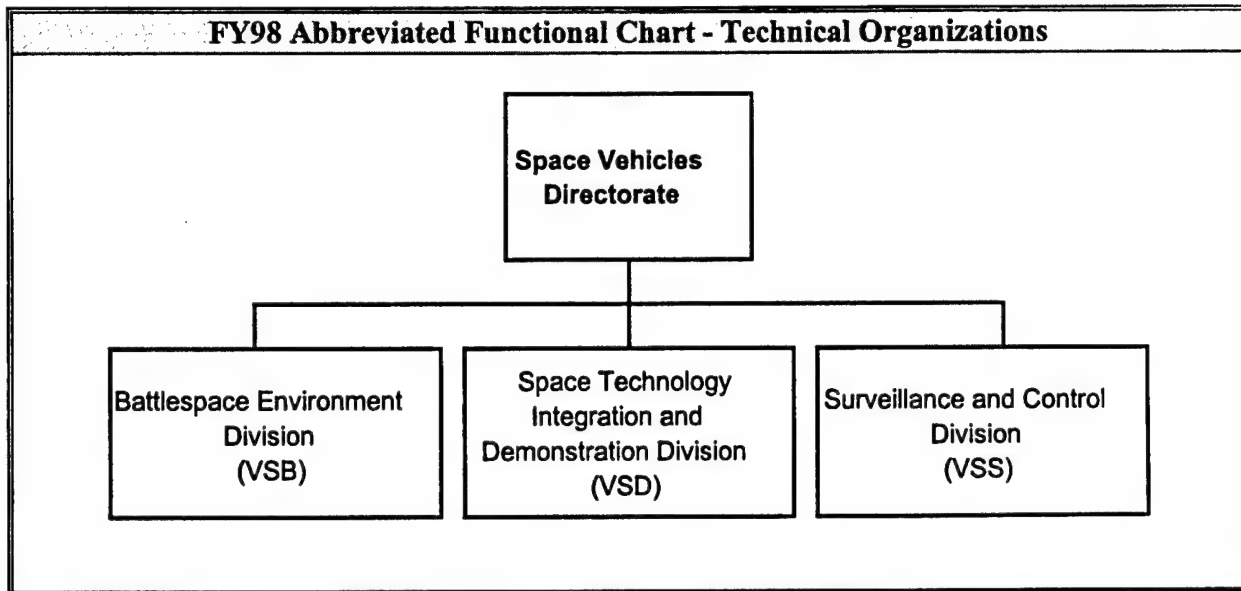 FY98 Abbreviated Functional Chart - Technical Organizations
Space Vehicles
Directorate
Battlespace Environment
Division
(VSB)
Space Technology
Integration and
Demonstration Division
(VSD)
Surveillance and Control
Division
(VSS)